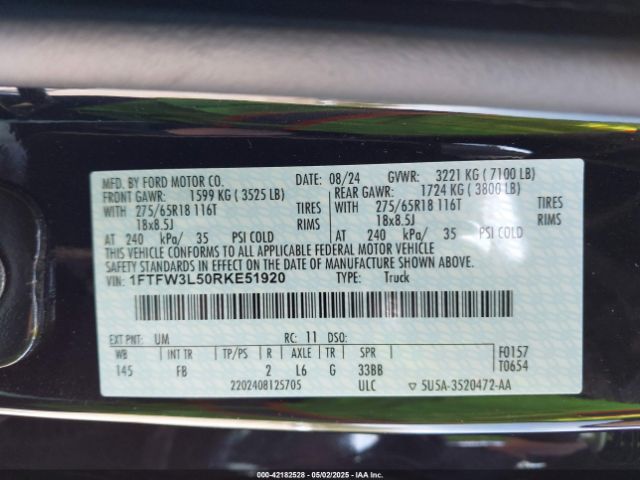 MFD. BY FORD MOTOR CO. DATE: 08/24 GVWR: 3221 KG ( 7100 LB)
FRONT GAWR: 1599 KG ( 3525 LB) REAR GAWR: 1724 KG ( 3800 LB)
WITH 275/65R18 116T TIRES WITH 275/65R18 116T TIRES
18x8.5J RIMS 18x8.5J RIMS
AT 240 kPa/ 35 PSI COLD AT 240 kPa/ 35 PSI COLD
THIS VEHICLE CONFORMS TO ALL APPLICABLE FEDERAL MOTOR VEHICLE
SAFETY STANDARDS IN EFFECT ON THE DATE OF MANUFACTURE SHOWN ABOVE.
VIN: 1FTFW3L50RKE51920 TYPE: Truck
EXT PNT: UM RC: 11 DSO:
WB INT TR TP/PS R AXLE TR SPR F0157
145 FB 2 L6 G 33BB T0654
2202408125705 ULC ▽ 5U5A-3520472-AA
000-42182528 - 05/02/2025 - IAA Inc.